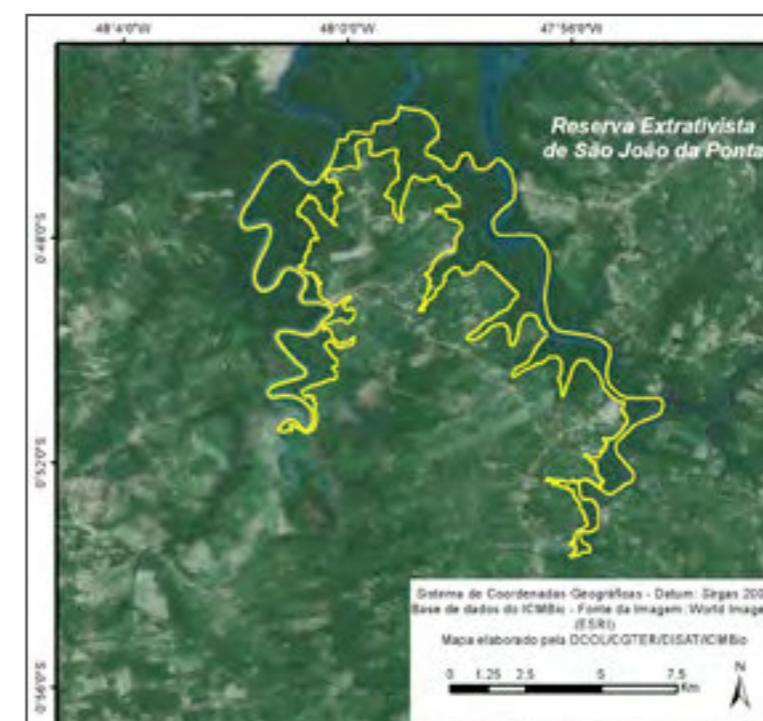 48°4'0"W 48°0'0"W 47°56'0"W
Reserva Extrativista
de São João da Ponta
0°48'0"S
0°52'0"S
0°56'0"S
Sistema de Coordenadas Geográficas - Datum: Sirgas 200
Base de dados do ICMBio - Fonte da Imagem: World Image
(ESRI)
Mapa elaborado pela DCOL/CGTER/DISAT/ICMBio
N
0 1.25 2.5 5 7.5
Km